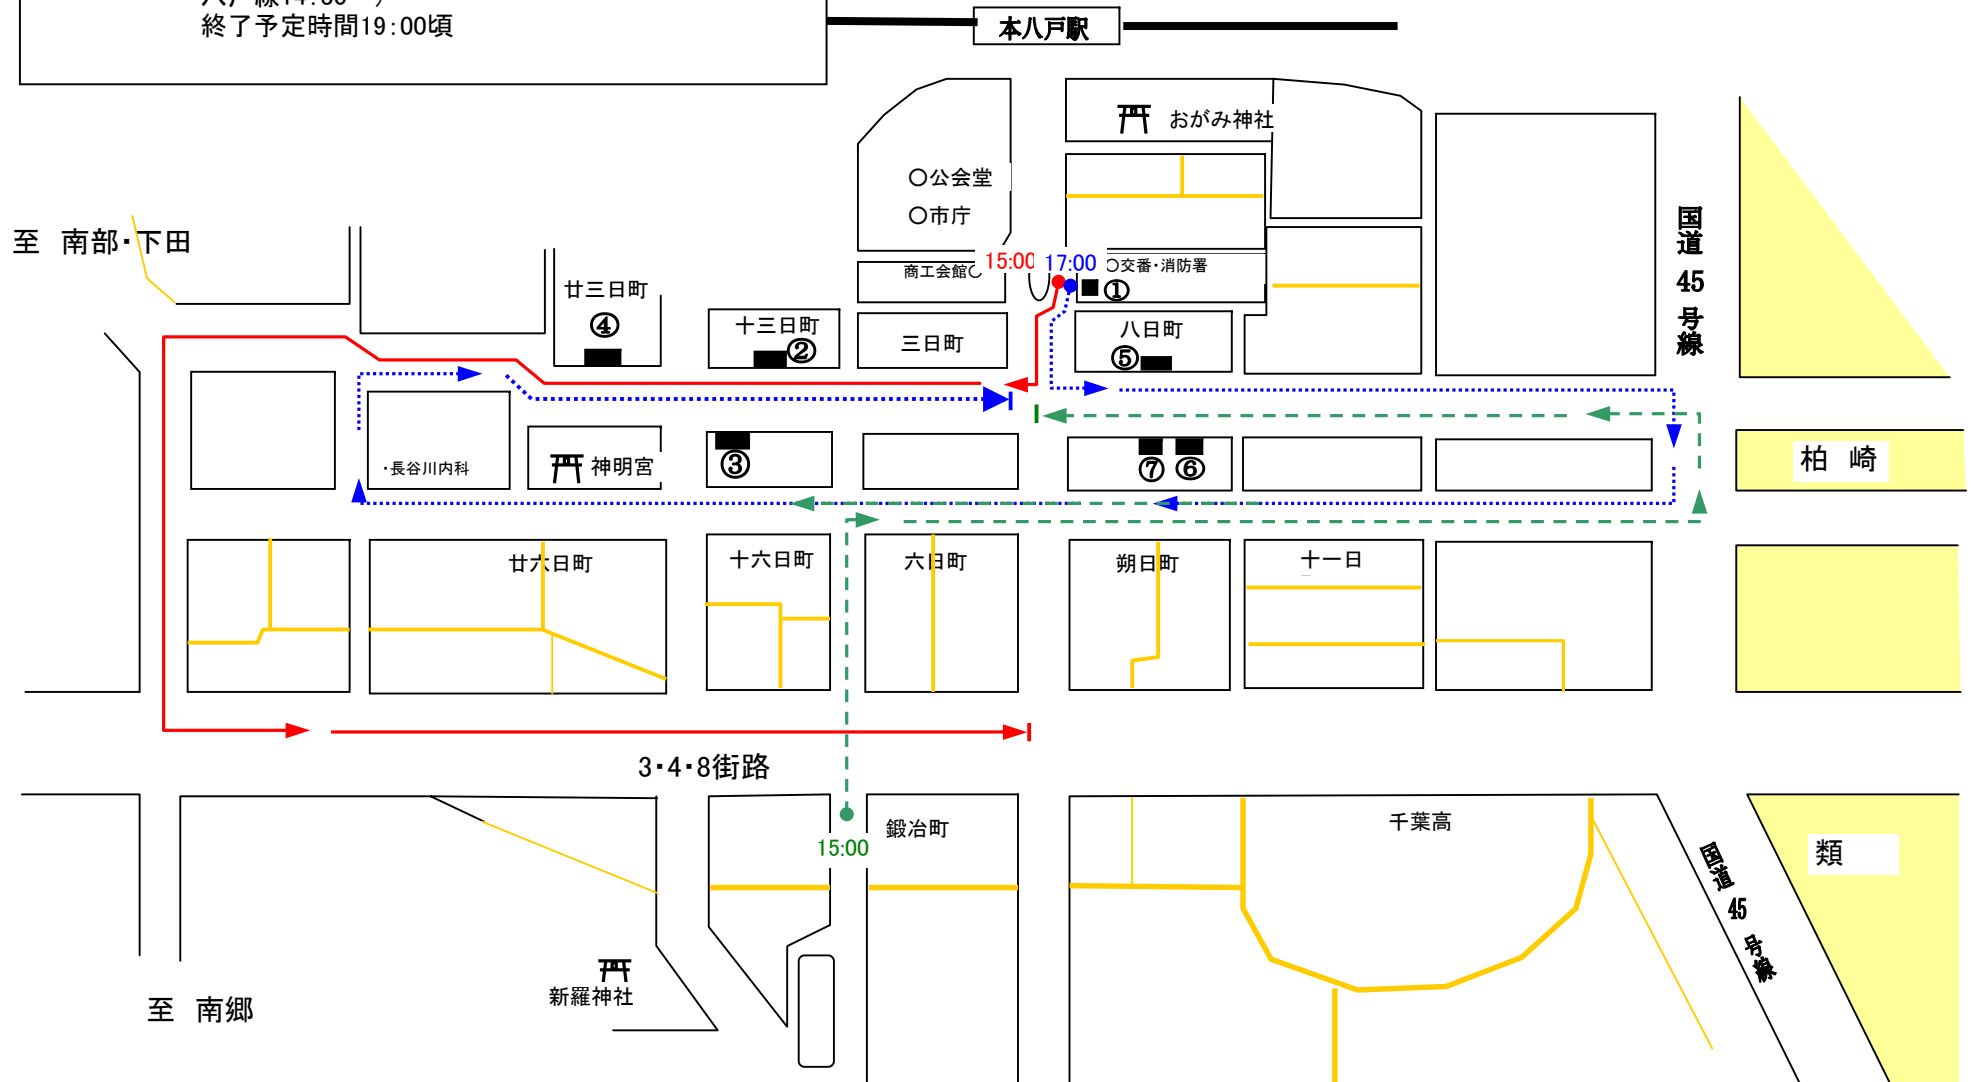 終了予定時間19:00頃
本八戸駅
おがみ神社
○公会堂
○市庁
国道45号線
至 南部・下田
商工会館○
15:00
17:00
○交番・消防署
①
廿三日町
④
十三日町
②
三日町
八日町
⑤
・長谷川内科
神明宮
③
⑦
⑥
柏 崎
廿六日町
十六日町
六日町
朔日町
十一日
3・4・8街路
15:00
鍛冶町
千葉高
国道45号線
類
新羅神社
至 南郷